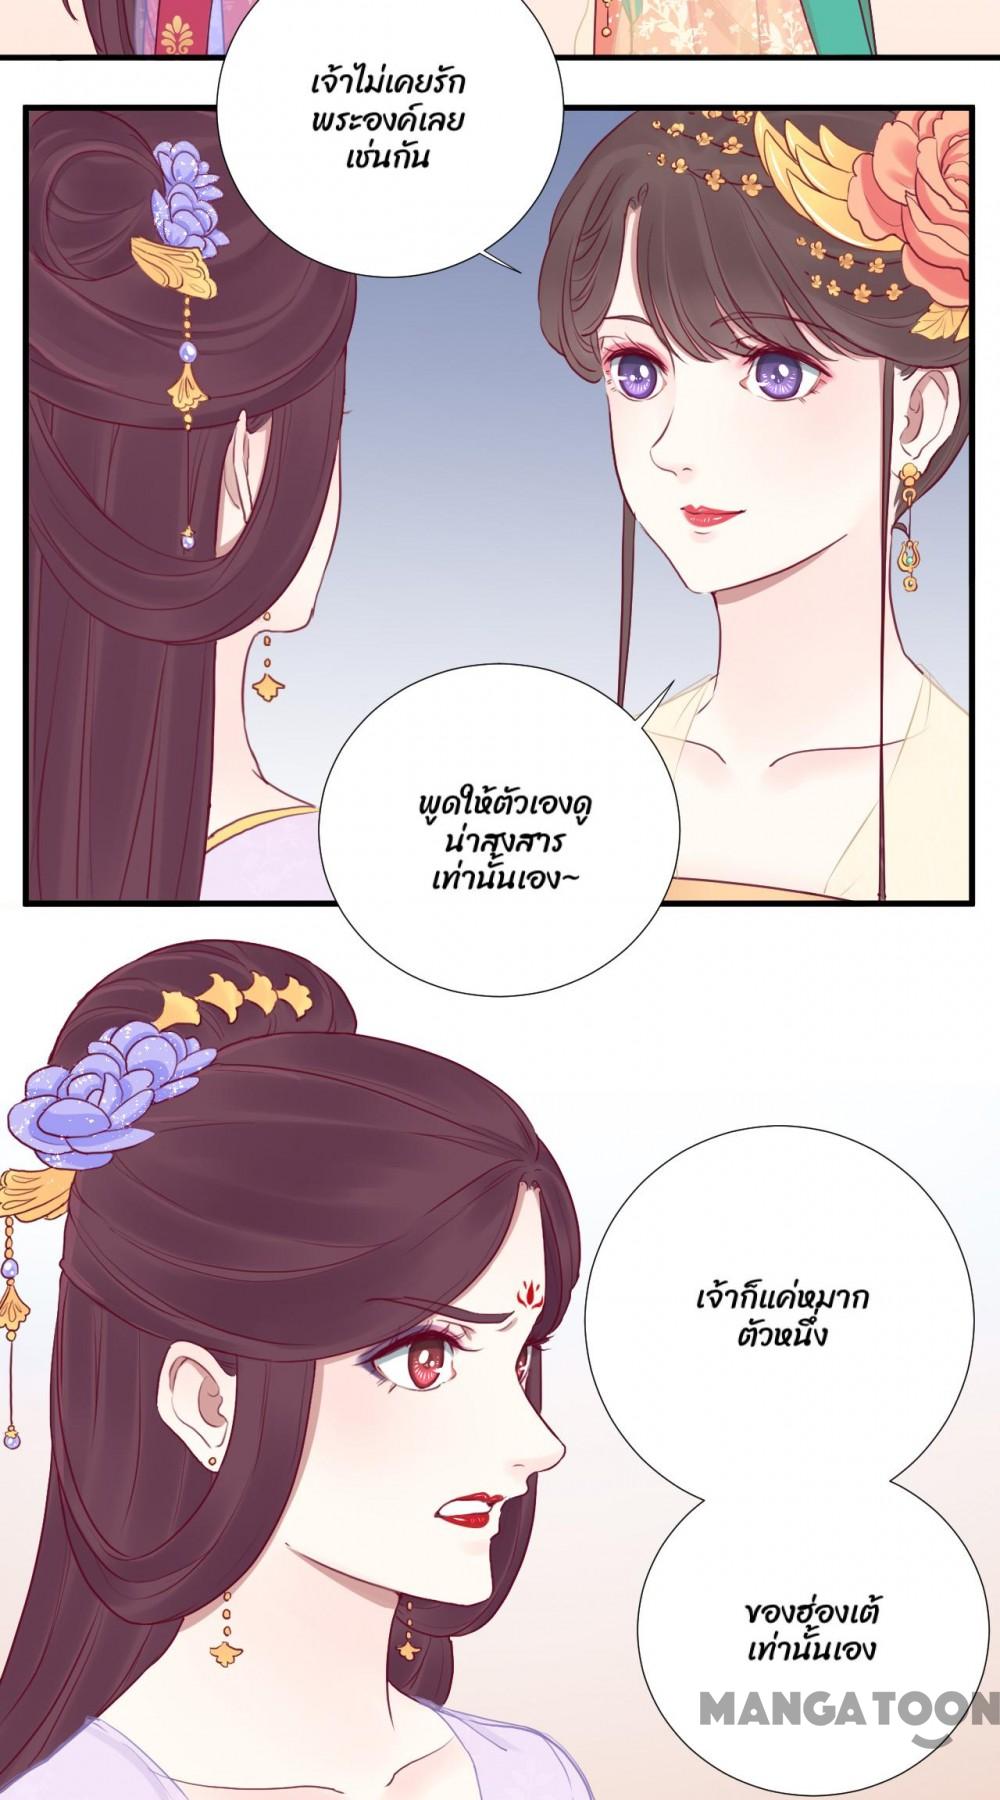 เจ้าไม่เคยรัก
พระองค์เลย
เช่นกัน
พูดให้ตัวเองดู
น่าสงสาร
เท่านั้นเอง~
เจ้าก็แค่หมาก
ตัวหนึ่ง
ของฮ่องเต้
เท่านั้นเอง
MANGATOON